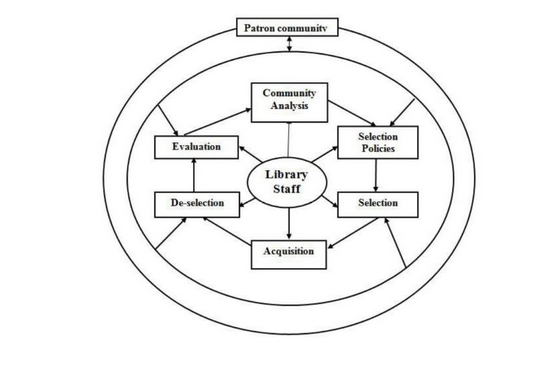 Patron community
Community
Analysis
Evaluation
Selection
Policies
Library
Staff
De-selection
Selection
Acquisition